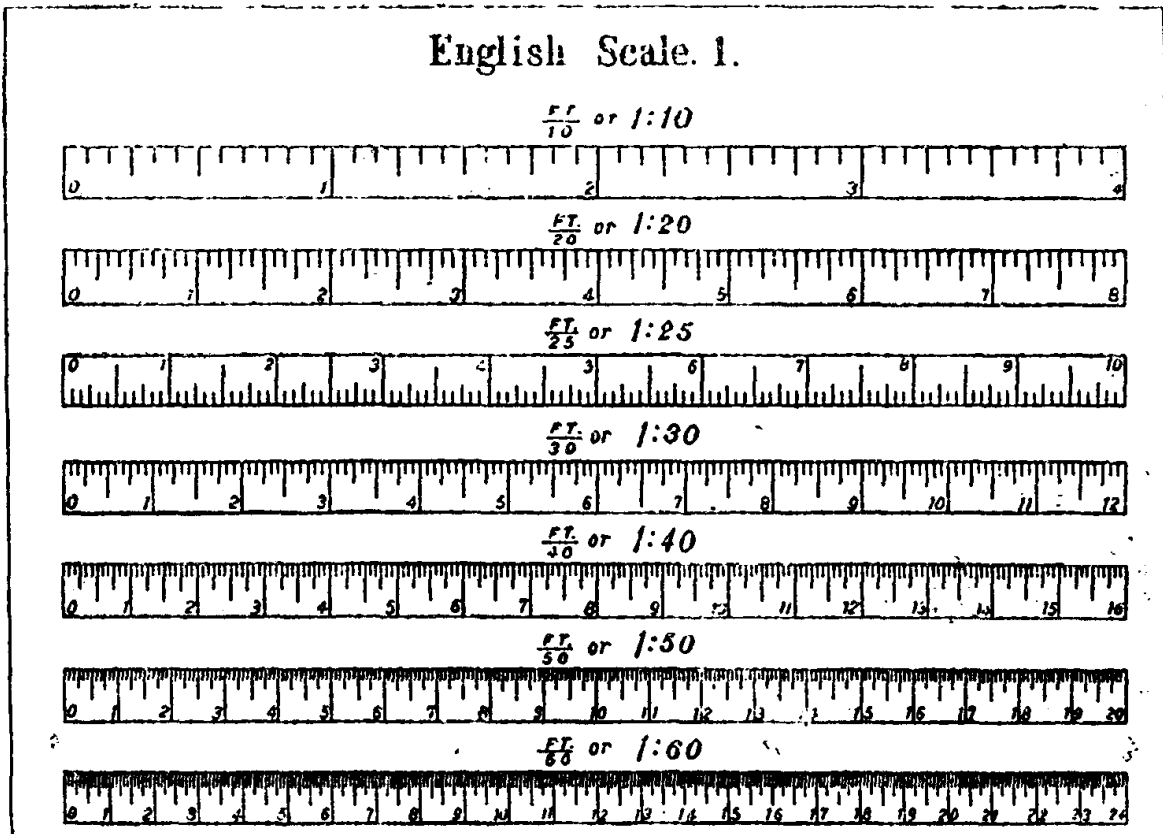 English Scale. 1.
FT/10 or 1:10
0 1 2 3 4
FT./20 or 1:20
0 1 2 3 4 5 6 7 8
FT./25 or 1:25
0 1 2 3 4 5 6 7 8 9 10
FT./30 or 1:30
0 1 2 3 4 5 6 7 8 9 10 11 12
FT./40 or 1:40
0 1 2 3 4 5 6 7 8 9 10 11 12 13 14 15 16
FT./50 or 1:50
0 1 2 3 4 5 6 7 8 9 10 11 12 13 14 15 16 17 18 19 20
FT./60 or 1:60
0 1 2 3 4 5 6 7 8 9 10 11 12 13 14 15 16 17 18 19 20 21 22 23 24